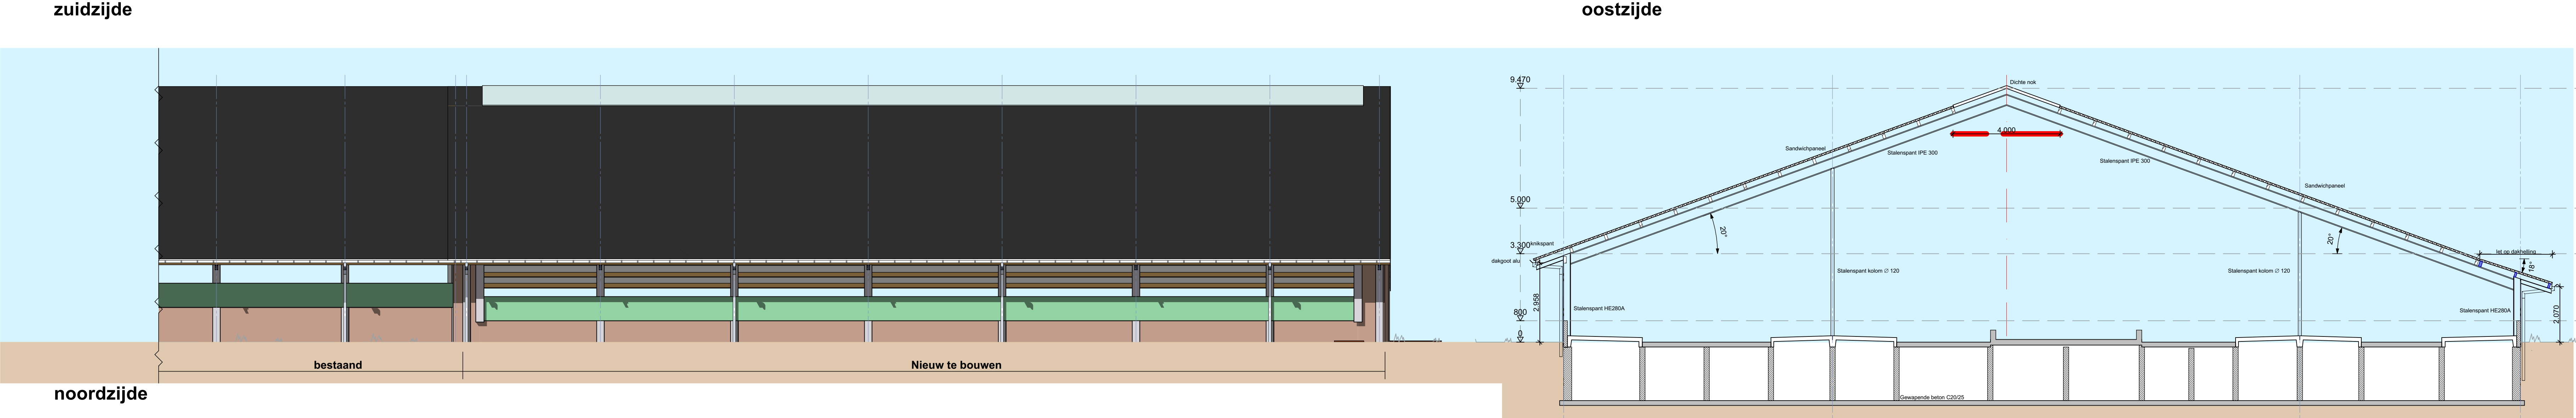 zuidzijde
oostzijde
9.470
Dichte nok
4.000
Sandwichpaneel
Stalenspant IPE 300
Stalenspant IPE 300
Sandwichpaneel
5.000
20°
20°
3.300
knikspant
dakgoot alu
let op dakhelling
18°
Stalenspant kolom ∅ 120
Stalenspant kolom ∅ 120
2.958
Stalenspant HE280A
Stalenspant HE280A
2.070
800
0
bestaand
Nieuw te bouwen
noordzijde
Gewapende beton C20/25